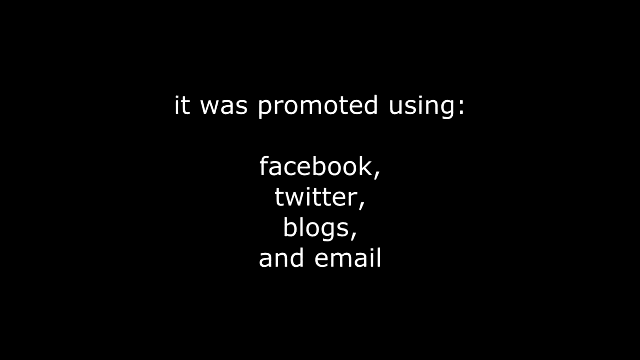 it was promoted using:
facebook,
twitter,
blogs,
and email